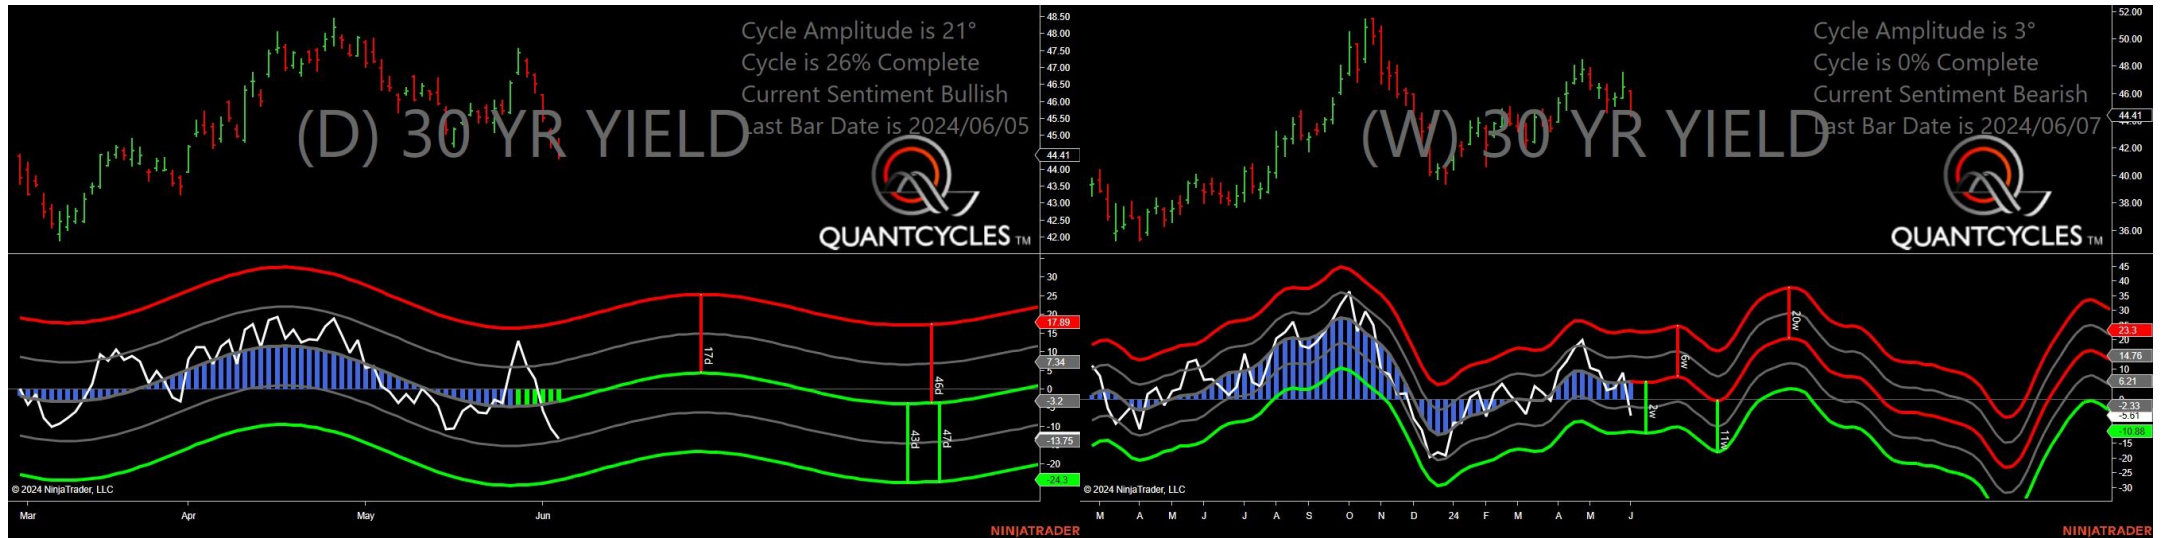 Cycle Amplitude is 21°
Cycle is 26% Complete
Current Sentiment Bullish
Last Bar Date is 2024/06/05
(D) 30 YR YIELD
QUANTCYCLES TM
48.50
48.00
47.50
47.00
46.50
46.00
45.50
45.00
44.41
44.00
43.50
43.00
42.50
42.00
17d
46d
43d
47d
30
25
17.89
15
10
7.34
5
0
-3.2
-5
-10
-13.75
-20
-24.3
© 2024 NinjaTrader, LLC
Mar Apr May Jun
NINJATRADER
Cycle Amplitude is 3°
Cycle is 0% Complete
Current Sentiment Bearish
Last Bar Date is 2024/06/07
(W) 30 YR YIELD
QUANTCYCLES TM
52.00
50.00
48.00
46.00
44.41
42.00
40.00
38.00
36.00
2w
6w
11w
20w
45
35
30
23.3
20
14.76
10
6.21
-2.33
-5.61
-10.88
-15
-20
-25
-30
© 2024 NinjaTrader, LLC
M A M J J A S O N D 24 F M A M J
NINJATRADER